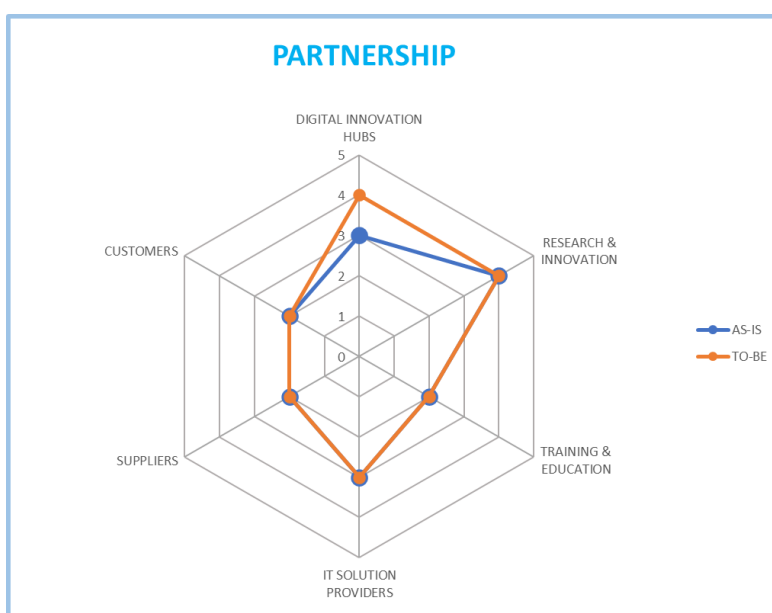 PARTNERSHIP
DIGITAL INNOVATION
HUBS
5
4
3
2
1
0
CUSTOMERS
RESEARCH &
INNOVATION
AS-IS
TO-BE
SUPPLIERS
TRAINING &
EDUCATION
IT SOLUTION
PROVIDERS